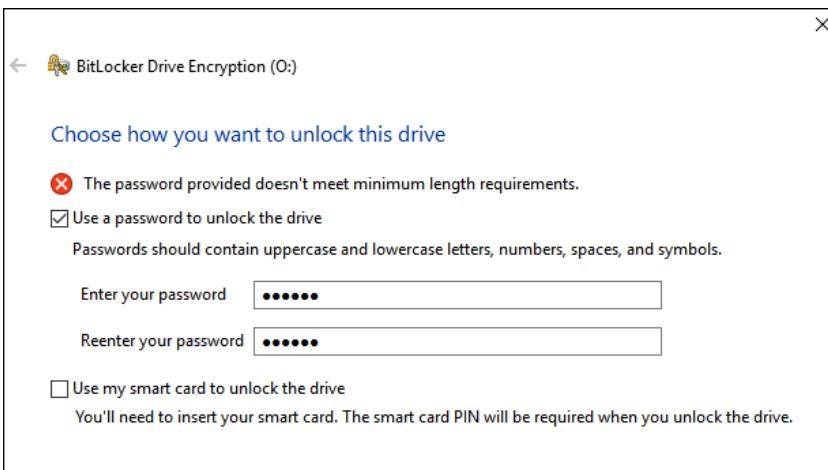 BitLocker Drive Encryption (O:)
Choose how you want to unlock this drive
The password provided doesn't meet minimum length requirements.
Use a password to unlock the drive
Passwords should contain uppercase and lowercase letters, numbers, spaces, and symbols.
Enter your password ●●●●●●
Reenter your password ●●●●●●
Use my smart card to unlock the drive
You'll need to insert your smart card. The smart card PIN will be required when you unlock the drive.